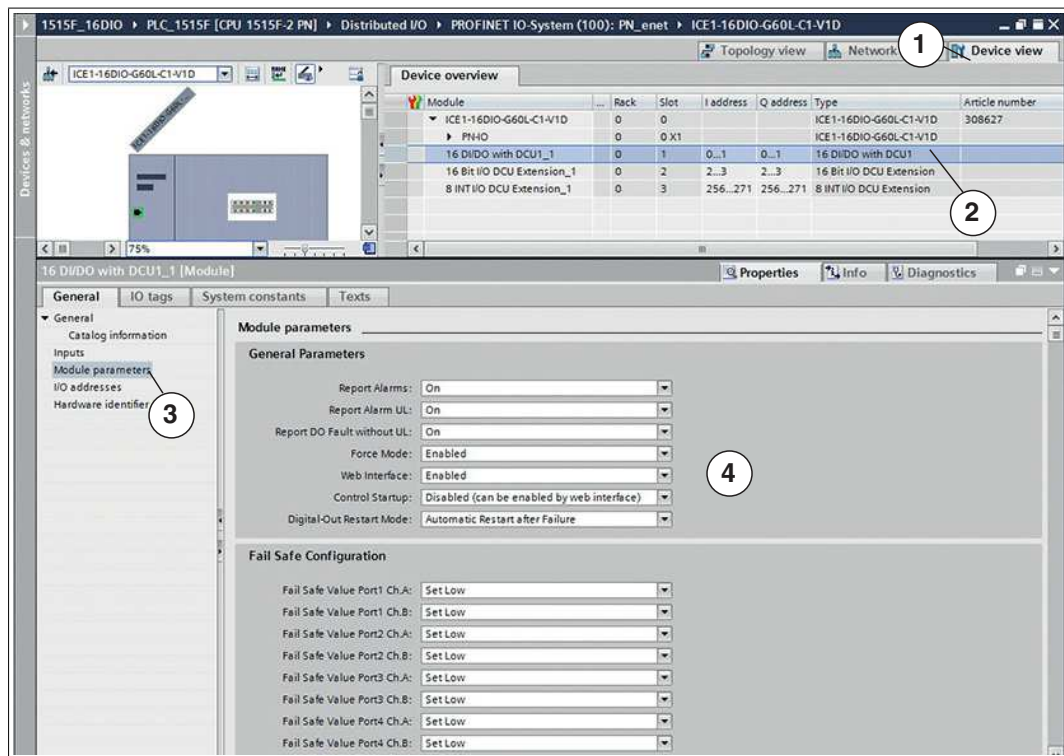 1515F_16DIO ▸ PLC_1515F [CPU 1515F-2 PN] ▸ Distributed I/O ▸ PROFINET IO-System (100): PN_enet ▸ ICE1-16DIO-G60L-C1-V1D
Topology view Network Device view
1
Devices & networks
ICE1-16DIO-G60L-C1-V1D
Device overview
Module ... Rack Slot I address Q address Type Article number
ICE1-16DIO-G60L-C1-V1D 0 0 ICE1-16DIO-G60L-C1-V1D 308627
PN-IO 0 0 X1 ICE1-16DIO-G60L-C1-V1D
16 DI/DO with DCU1_1 0 1 0...1 0...1 16 DI/DO with DCU1
16 Bit I/O DCU Extension_1 0 2 2...3 2...3 16 Bit I/O DCU Extension
8 INT I/O DCU Extension_1 0 3 256...271 256...271 8 INT I/O DCU Extension
2
75%
16 DI/DO with DCU1_1 [Module]
Properties Info Diagnostics
General IO tags System constants Texts
General
Catalog information
Inputs
Module parameters
I/O addresses
Hardware identifier
3
Module parameters
General Parameters
Report Alarms: On
Report Alarm UL: On
Report DO Fault without UL: On
Force Mode: Enabled
Web Interface: Enabled
Control Startup: Disabled (can be enabled by web interface)
Digital-Out Restart Mode: Automatic Restart after Failure
4
Fail Safe Configuration
Fail Safe Value Port1 Ch.A: Set Low
Fail Safe Value Port1 Ch.B: Set Low
Fail Safe Value Port2 Ch.A: Set Low
Fail Safe Value Port2 Ch.B: Set Low
Fail Safe Value Port3 Ch.A: Set Low
Fail Safe Value Port3 Ch.B: Set Low
Fail Safe Value Port4 Ch.A: Set Low
Fail Safe Value Port4 Ch.B: Set Low